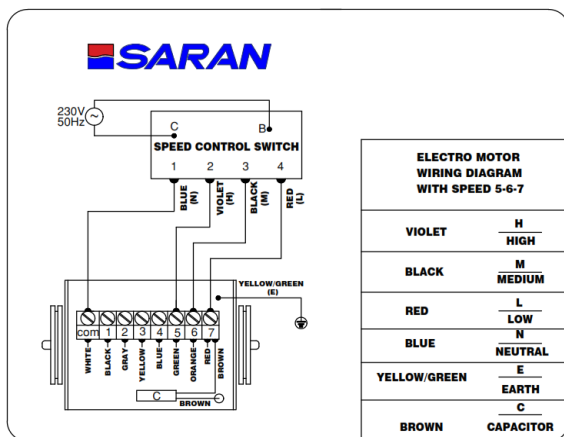 SARAN
230V
50Hz
C
B
SPEED CONTROL SWITCH
1 2 3 4
BLUE
(N)
VIOLET
(H)
BLACK
(M)
RED
(L)
YELLOW/GREEN
(E)
com 1 2 3 4 5 6 7
WHITE
BLACK
GRAY
YELLOW
BLUE
GREEN
ORANGE
RED
BROWN
C
BROWN
ELECTRO MOTOR
WIRING DIAGRAM
WITH SPEED 5-6-7
VIOLET H
HIGH
BLACK M
MEDIUM
RED L
LOW
BLUE N
NEUTRAL
YELLOW/GREEN E
EARTH
C
BROWN CAPACITOR